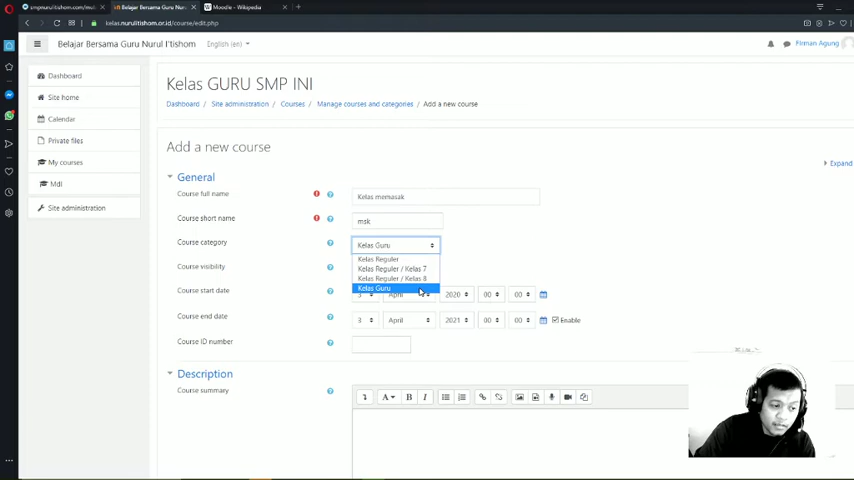 smpnurulitishom.com/mul
Belajar Bersama Guru Nurul I'ti
Moodle - Wikipedia
kelas.nurulitishom.or.id/course/edit.php
Belajar Bersama Guru Nurul I'tishom
English (en)
Firman Agung
Dashboard
Site home
Calendar
Private files
My courses
Mdl
Site administration
Kelas GURU SMP INI
Dashboard / Site administration / Courses / Manage courses and categories / Add a new course
Add a new course
Expand
General
Course full name
Kelas memasak
Course short name
msk
Course category
Kelas Guru
Kelas Reguler
Kelas Reguler / Kelas 7
Kelas Reguler / Kelas 8
Kelas Guru
Course visibility
Course start date
3 April 2020 00 00
Course end date
3 April 2021 00 00 Enable
Course ID number
Description
Course summary
A B I